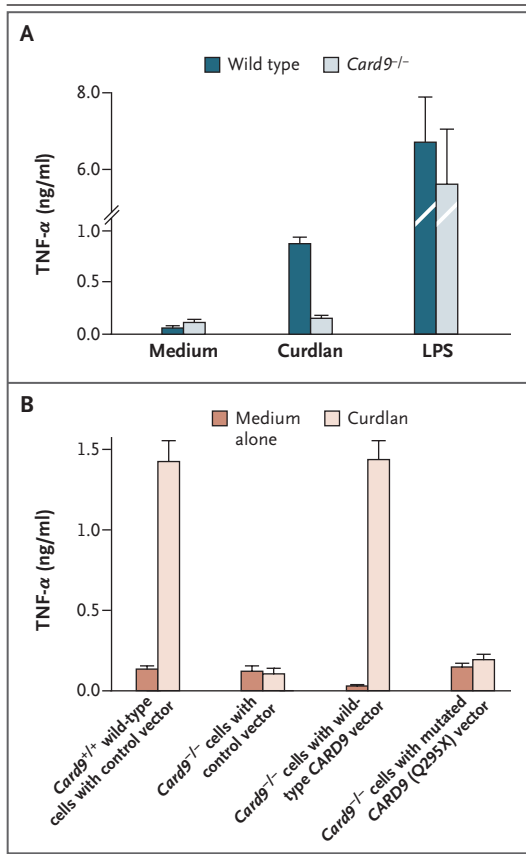 A
Wild type
Card9−/−
8.0
6.0
1.0
0.5
0.0
TNF-α (ng/ml)
Medium
Curdlan
LPS
B
Medium
alone
Curdlan
1.5
1.0
0.5
0.0
TNF-α (ng/ml)
Card9+/+ wild-type
cells with control vector
Card9−/− cells with
control vector
Card9−/− cells with wild-
type CARD9 vector
Card9−/− cells with mutated
CARD9 (Q295X) vector